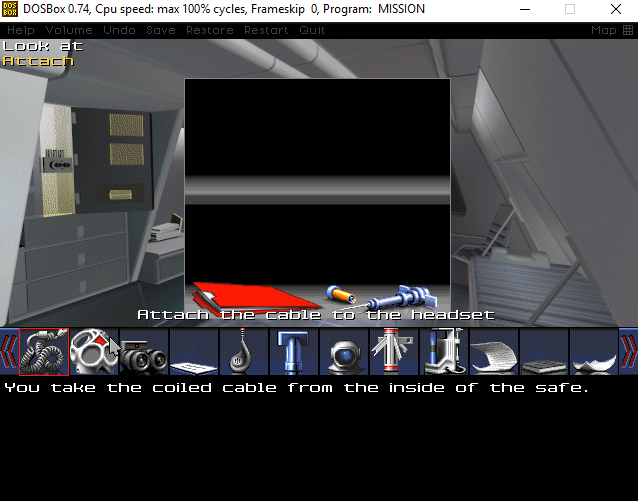 DOSBox 0.74, Cpu speed: max 100% cycles, Frameskip 0, Program: MISSION
Help Volume Undo Save Restore Restart Quit Map
Look at
Attach
Attach the cable to the headset
You take the coiled cable from the inside of the safe.